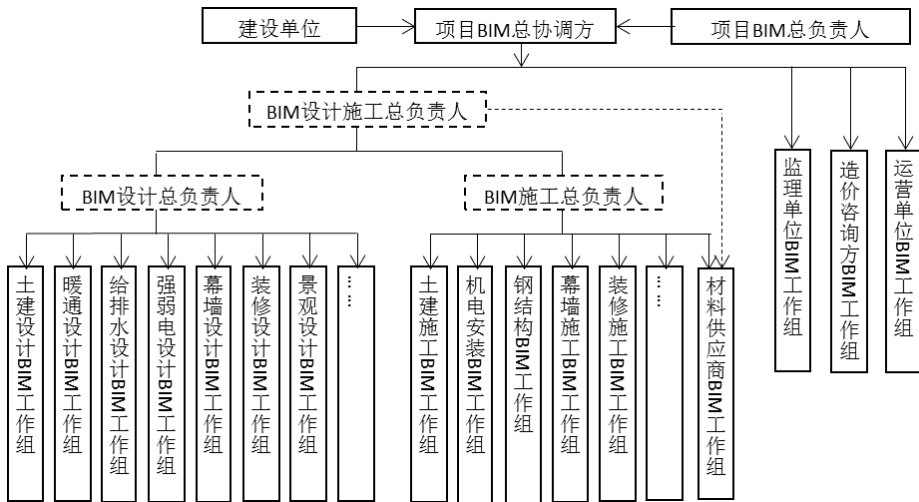 建设单位
项目BIM总协调方
项目BIM总负责人
BIM设计施工总负责人
BIM设计总负责人
BIM施工总负责人
监理单位BIM工作组
造价咨询方BIM工作组
运营单位BIM工作组
土建设计BIM工作组
暖通设计BIM工作组
给排水设计BIM工作组
强弱电设计BIM工作组
幕墙设计BIM工作组
装修设计BIM工作组
景观设计BIM工作组
……
土建施工BIM工作组
机电安装BIM工作组
钢结构BIM工作组
幕墙施工BIM工作组
装修施工BIM工作组
……
材料供应商BIM工作组